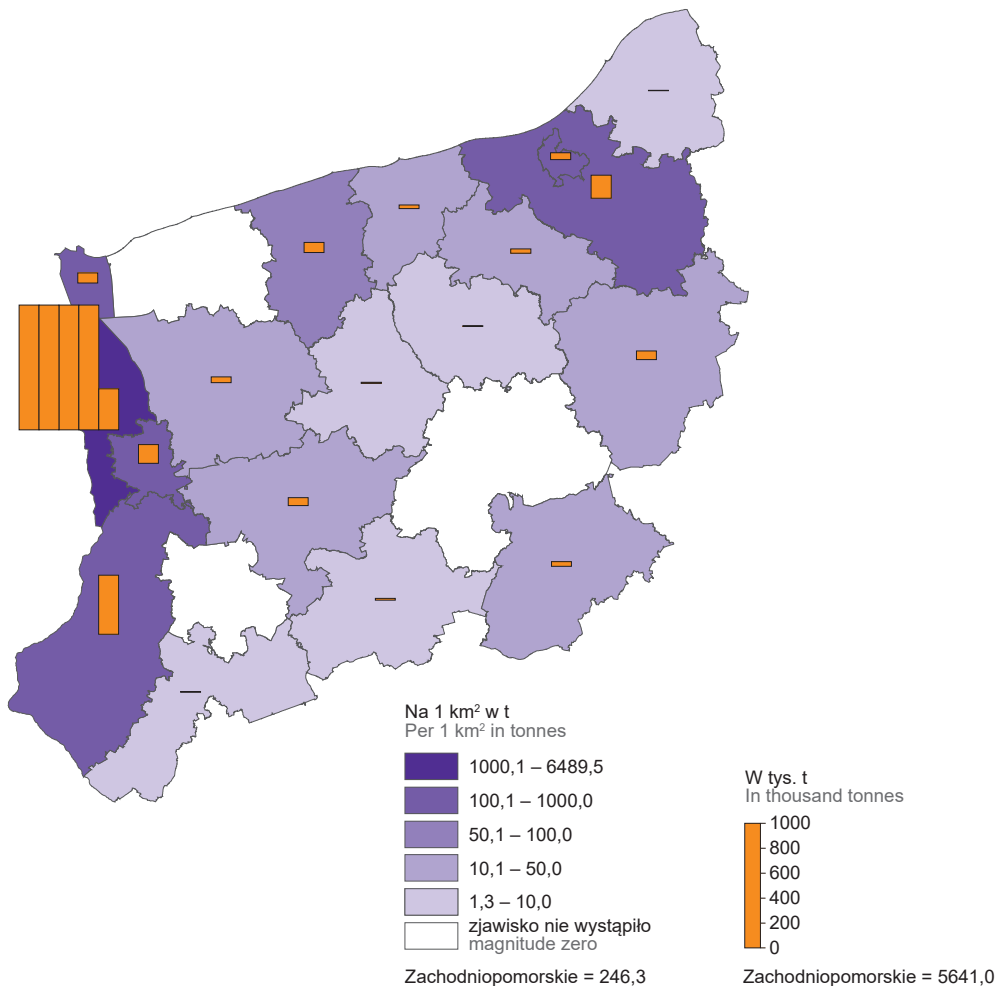 Na 1 km² w t
Per 1 km² in tonnes
1000,1 – 6489,5
100,1 – 1000,0
50,1 – 100,0
10,1 – 50,0
1,3 – 10,0
zjawisko nie wystąpiło
magnitude zero
Zachodniopomorskie = 246,3
W tys. t
In thousand tonnes
1000
800
600
400
200
0
Zachodniopomorskie = 5641,0